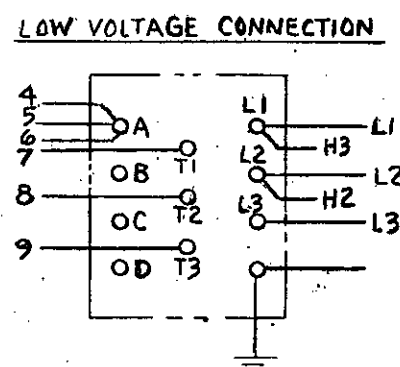 LOW VOLTAGE CONNECTION
4
5
6
7
8
9
A
B
C
D
T1
T2
T3
L1
L2
L3
L1
H3
L2
H2
L3